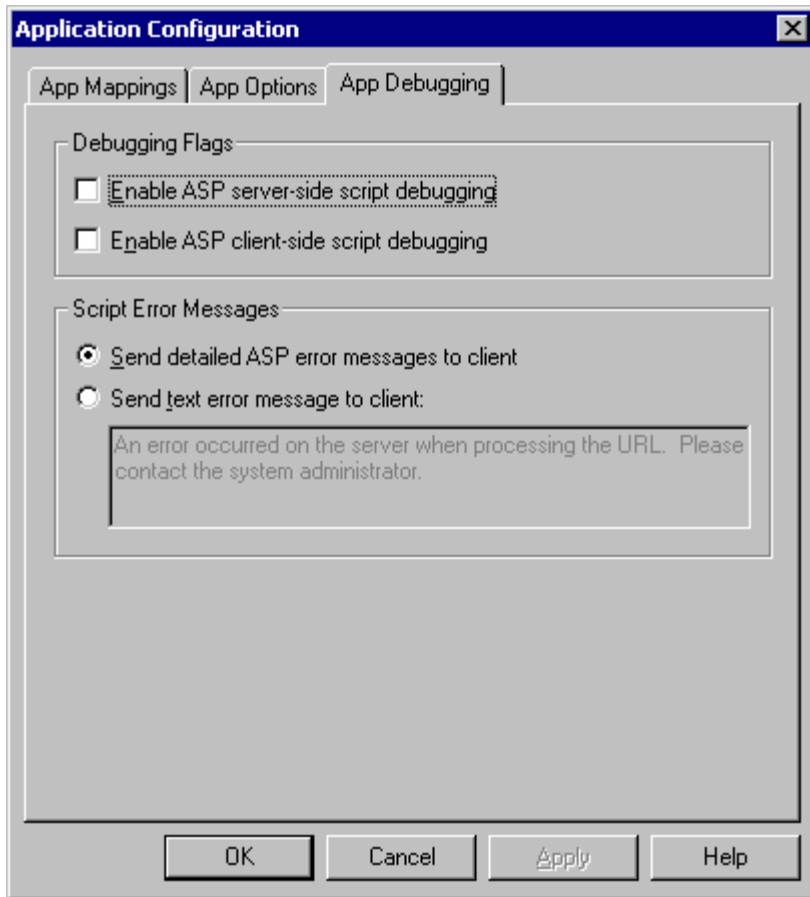 Application Configuration
App Mappings App Options App Debugging
Debugging Flags
Enable ASP server-side script debugging
Enable ASP client-side script debugging
Script Error Messages
Send detailed ASP error messages to client
Send text error message to client:
An error occurred on the server when processing the URL.  Please
contact the system administrator.
OK Cancel Apply Help